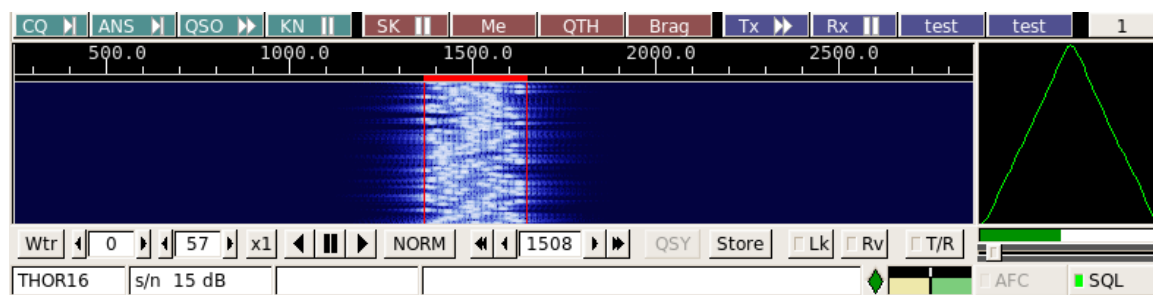 CQ ANS QSO KN SK Me QTH Brag Tx Rx test test 1
500.0 1000.0 1500.0 2000.0 2500.0
Wtr 0 57 x1 NORM 1508 QSY Store Lk Rv T/R
THOR16 s/n 15 dB AFC SQL